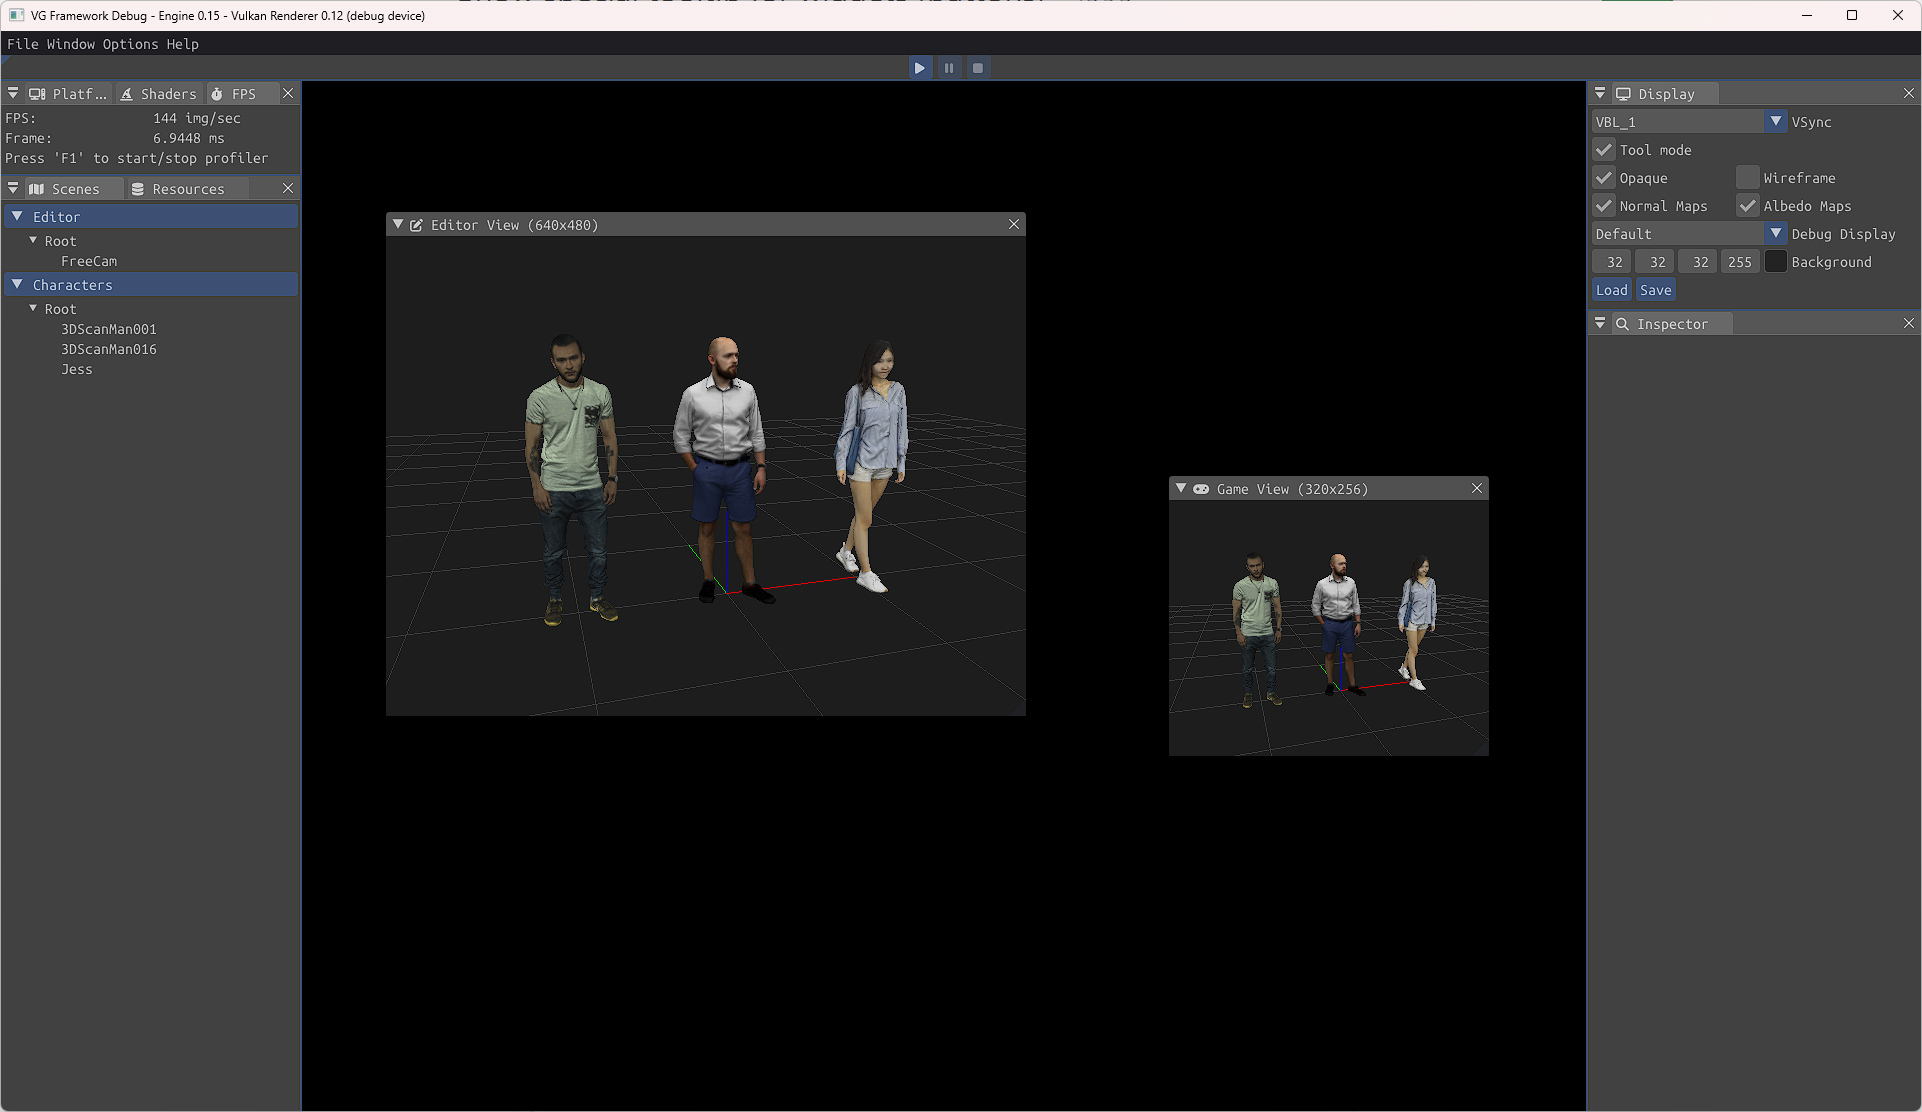 VG Framework Debug - Engine 0.15 - Vulkan Renderer 0.12 (debug device)
File Window Options Help
Platf... Shaders FPS
FPS: 144 img/sec
Frame: 6.9448 ms
Press 'F1' to start/stop profiler
Scenes Resources
Editor
Root
FreeCam
Characters
Root
3DScanMan001
3DScanMan016
Jess
Editor View (640x480)
Game View (320x256)
Display
VBL_1 VSync
Tool mode
Opaque Wireframe
Normal Maps Albedo Maps
Default Debug Display
32 32 32 255 Background
Load Save
Inspector